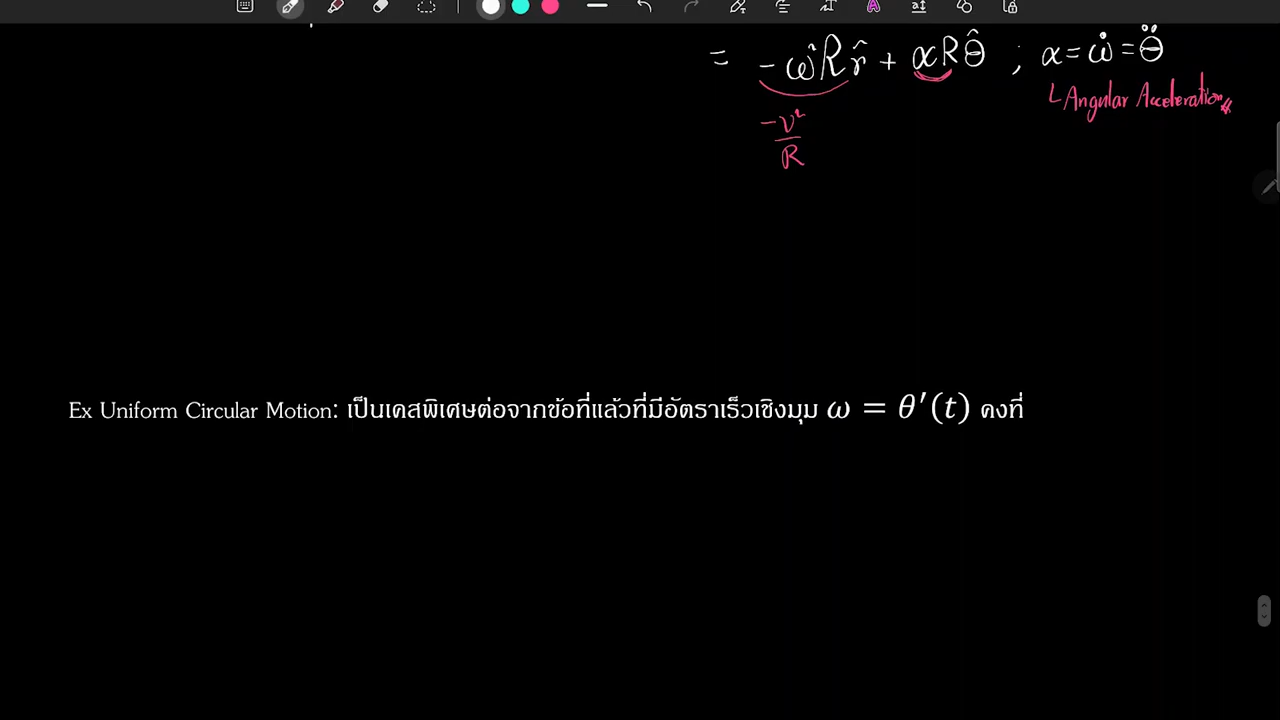 = -ω²R r̂ + αR θ̂ ; α = ω̇ = θ̈
Angular Acceleration
-v²/R
Ex Uniform Circular Motion: เป็นเคสพิเศษต่อจากข้อที่แล้วที่มีอัตราเร็วเชิงมุม ω = θ′(t) คงที่